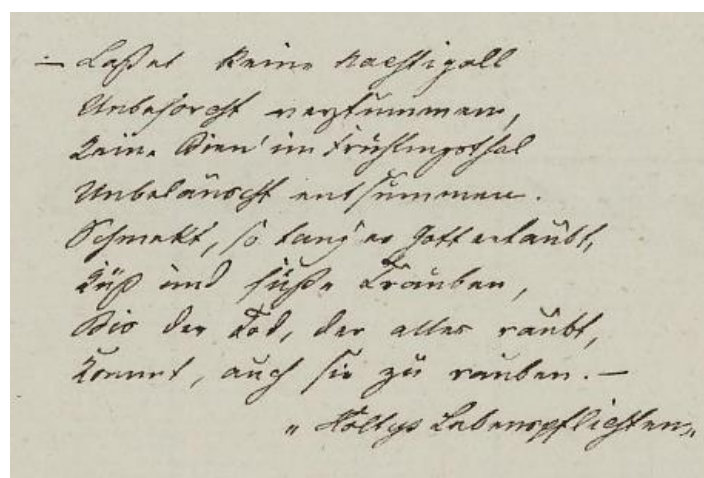 – Laßet keine Nachtigall
Unbehorcht verstummen,
Keine Bien' im Frühlingsthal
Unbelauscht entsummen.
Schmekt, so lang' es Gott erlaubt,
Kuß und süße Trauben,
Bis der Tod, der alles raubt,
Kommt, auch sie zu rauben. –
„Höltys Lebenspflichten„